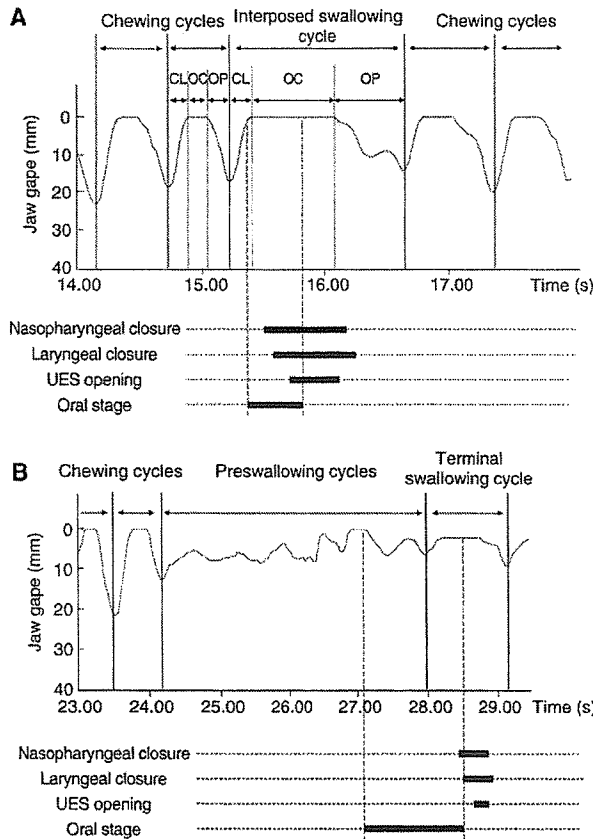 A
Chewing cycles
Interposed swallowing
cycle
Chewing cycles
CL OC OP CL OC OP
Jaw gape (mm)
0
10
20
30
40
14.00 15.00 16.00 17.00 Time (s)
Nasopharyngeal closure
Laryngeal closure
UES opening
Oral stage
B
Chewing cycles
Preswallowing cycles
Terminal
swallowing cycle
Jaw gape (mm)
0
10
20
30
40
23.00 24.00 25.00 26.00 27.00 28.00 29.00 Time (s)
Nasopharyngeal closure
Laryngeal closure
UES opening
Oral stage